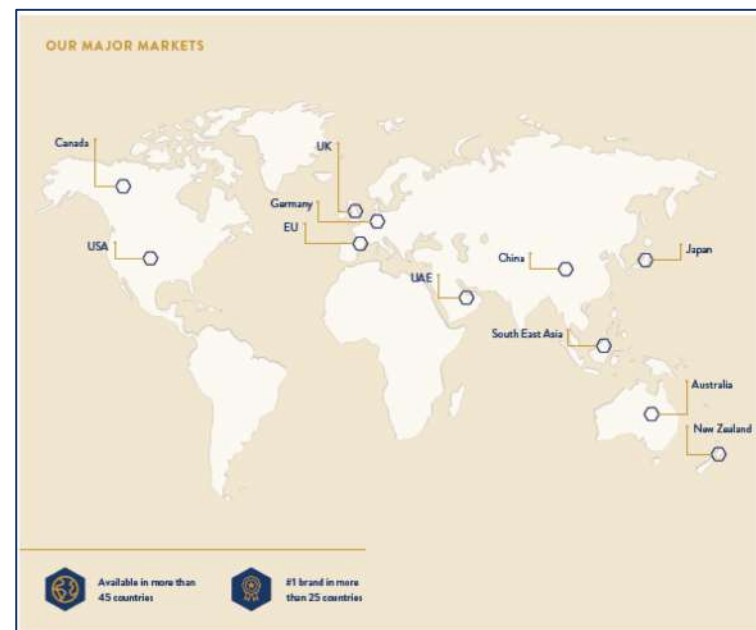 OUR MAJOR MARKETS
Canada
UK
Germany
EU
USA
China
Japan
UAE
South East Asia
Australia
New Zealand
Available in more than
45 countries
#1 brand in more
than 25 countries